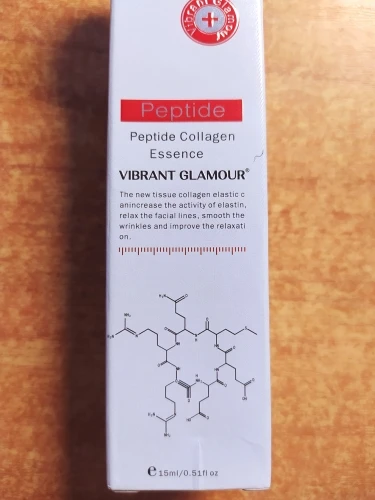 Vibrant Glamour
Peptide
Peptide Collagen
Essence
VIBRANT GLAMOUR®
The new tissue collagen elastic c
anincrease the activity of elastin,
relax the facial lines, smooth the
wrinkles and improve the relaxati
on.
e 15ml/0.51fl oz